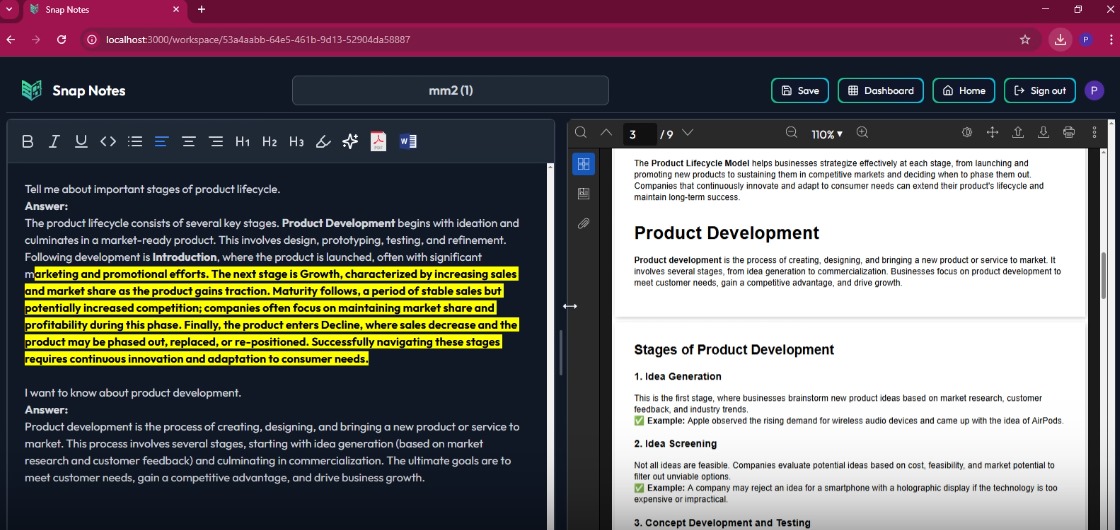 Snap Notes
localhost:3000/workspace/53a4aabb-64e5-461b-9d13-52904da58887
P
Snap Notes
mm2 (1)
Save
Dashboard
Home
Sign out
P
B I U <> H1 H2 H3
3 / 9
110%
Tell me about important stages of product lifecycle.
Answer:
The product lifecycle consists of several key stages. Product Development begins with ideation and
culminates in a market-ready product. This involves design, prototyping, testing, and refinement.
Following development is Introduction, where the product is launched, often with significant
marketing and promotional efforts. The next stage is Growth, characterized by increasing sales
and market share as the product gains traction. Maturity follows, a period of stable sales but
potentially increased competition; companies often focus on maintaining market share and
profitability during this phase. Finally, the product enters Decline, where sales decrease and the
product may be phased out, replaced, or re-positioned. Successfully navigating these stages
requires continuous innovation and adaptation to consumer needs.
I want to know about product development.
Answer:
Product development is the process of creating, designing, and bringing a new product or service to
market. This process involves several stages, starting with idea generation (based on market
research and customer feedback) and culminating in commercialization. The ultimate goals are to
meet customer needs, gain a competitive advantage, and drive business growth.
The Product Lifecycle Model helps businesses strategize effectively at each stage, from launching and
promoting new products to sustaining them in competitive markets and deciding when to phase them out.
Companies that continuously innovate and adapt to consumer needs can extend their product's lifecycle and
maintain long-term success.
Product Development
Product development is the process of creating, designing, and bringing a new product or service to market. It
involves several stages, from idea generation to commercialization. Businesses focus on product development to
meet customer needs, gain a competitive advantage, and drive growth.
Stages of Product Development
1. Idea Generation
This is the first stage, where businesses brainstorm new product ideas based on market research, customer
feedback, and industry trends.
✅ Example: Apple observed the rising demand for wireless audio devices and came up with the idea of AirPods.
2. Idea Screening
Not all ideas are feasible. Companies evaluate potential ideas based on cost, feasibility, and market potential to
filter out unviable options.
✅ Example: A company may reject an idea for a smartphone with a holographic display if the technology is too
expensive or impractical.
3. Concept Development and Testing